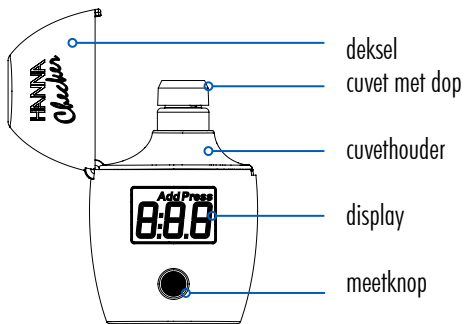 HANNA
Checker
deksel
cuvet met dop
cuvethouder
Add Press
8:8.8
display
meetknop